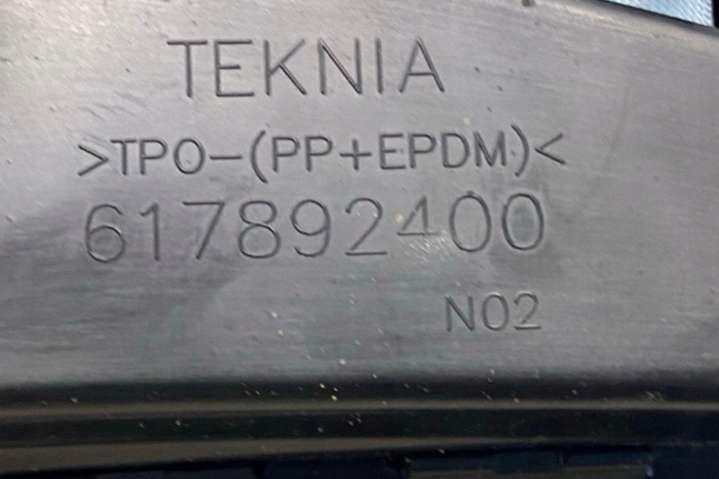 TEKNIA
>TPO-(PP+EPDM)<
617892400
N02